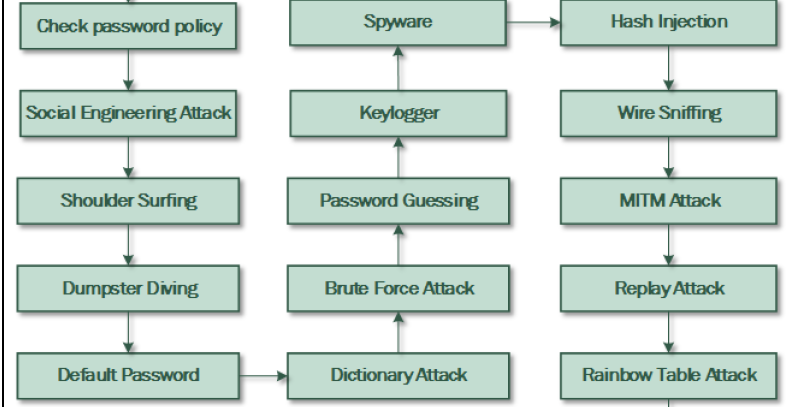 Check password policy
Social Engineering Attack
Shoulder Surfing
Dumpster Diving
Default Password
Dictionary Attack
Brute Force Attack
Password Guessing
Keylogger
Spyware
Hash Injection
Wire Sniffing
MITM Attack
Replay Attack
Rainbow Table Attack